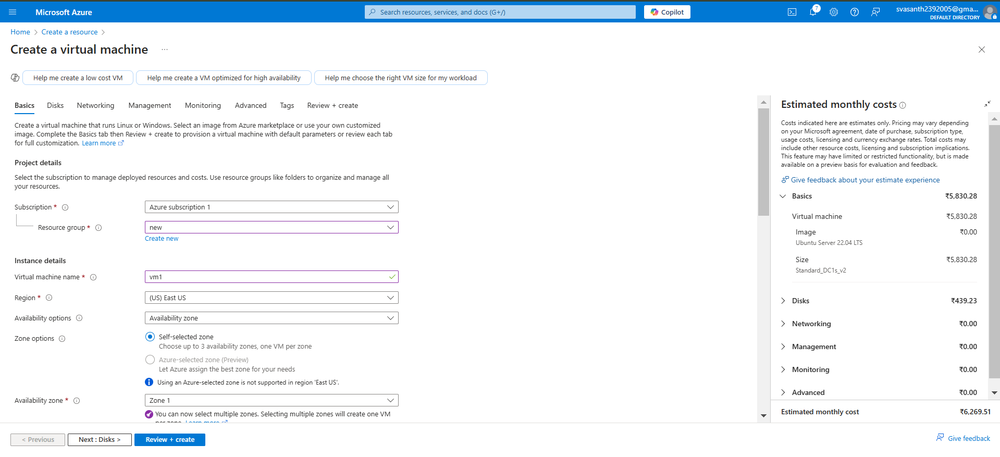 Microsoft Azure
Search resources, services, and docs (G+/)
Copilot
7
svasanth2392005@gma...
DEFAULT DIRECTORY
Home > Create a resource >
Create a virtual machine ...
Help me create a low cost VM
Help me create a VM optimized for high availability
Help me choose the right VM size for my workload
Basics Disks Networking Management Monitoring Advanced Tags Review + create
Create a virtual machine that runs Linux or Windows. Select an image from Azure marketplace or use your own customized
image. Complete the Basics tab then Review + create to provision a virtual machine with default parameters or review each tab
for full customization. Learn more
Project details
Select the subscription to manage deployed resources and costs. Use resource groups like folders to organize and manage all
your resources.
Subscription *
Azure subscription 1
Resource group *
new
Create new
Instance details
Virtual machine name *
vm1
Region *
(US) East US
Availability options
Availability zone
Zone options
Self-selected zone
Choose up to 3 availability zones, one VM per zone
Azure-selected zone (Preview)
Let Azure assign the best zone for your needs
Using an Azure-selected zone is not supported in region 'East US'.
Availability zone *
Zone 1
You can now select multiple zones. Selecting multiple zones will create one VM
per zone. Learn more
< Previous
Next : Disks >
Review + create
Estimated monthly costs
Costs indicated here are estimates only. Pricing may vary depending
on your Microsoft agreement, date of purchase, subscription type,
usage costs, licensing and currency exchange rates. Total costs may
include other resource costs, licensing and subscription implications.
This feature may have limited or restricted functionality, but is made
available on a preview basis for evaluation and feedback.
Give feedback about your estimate experience
Basics ₹5,830.28
Virtual machine ₹5,830.28
Image ₹0.00
Ubuntu Server 22.04 LTS
Size ₹5,830.28
Standard_DC1s_v2
Disks ₹439.23
Networking ₹0.00
Management ₹0.00
Monitoring ₹0.00
Advanced ₹0.00
Estimated monthly cost ₹6,269.51
Give feedback